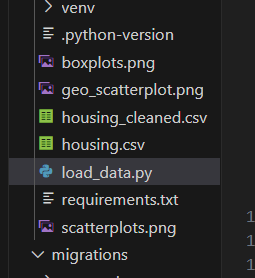 venv
.python-version
boxplots.png
geo_scatterplot.png
housing_cleaned.csv
housing.csv
load_data.py
requirements.txt
scatterplots.png
migrations